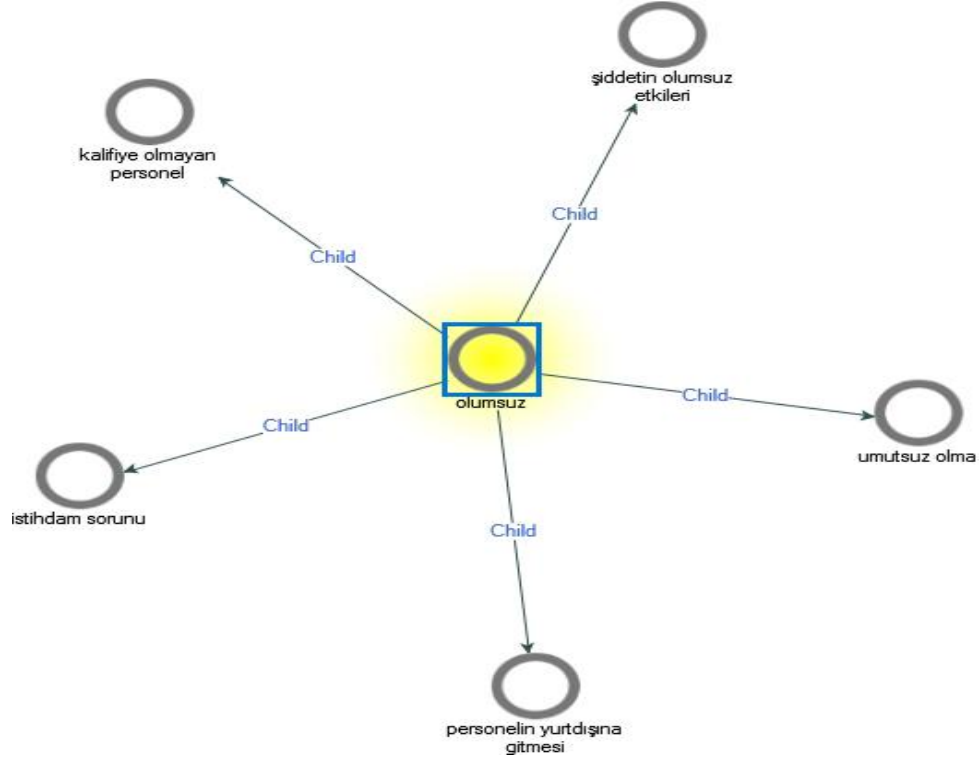 şiddetin olumsuz
etkileri
kalifiye olmayan
personel
Child
Child
olumsuz
Child
umutsuz olma
Child
istihdam sorunu
Child
personelin yurtdışına
gitmesi